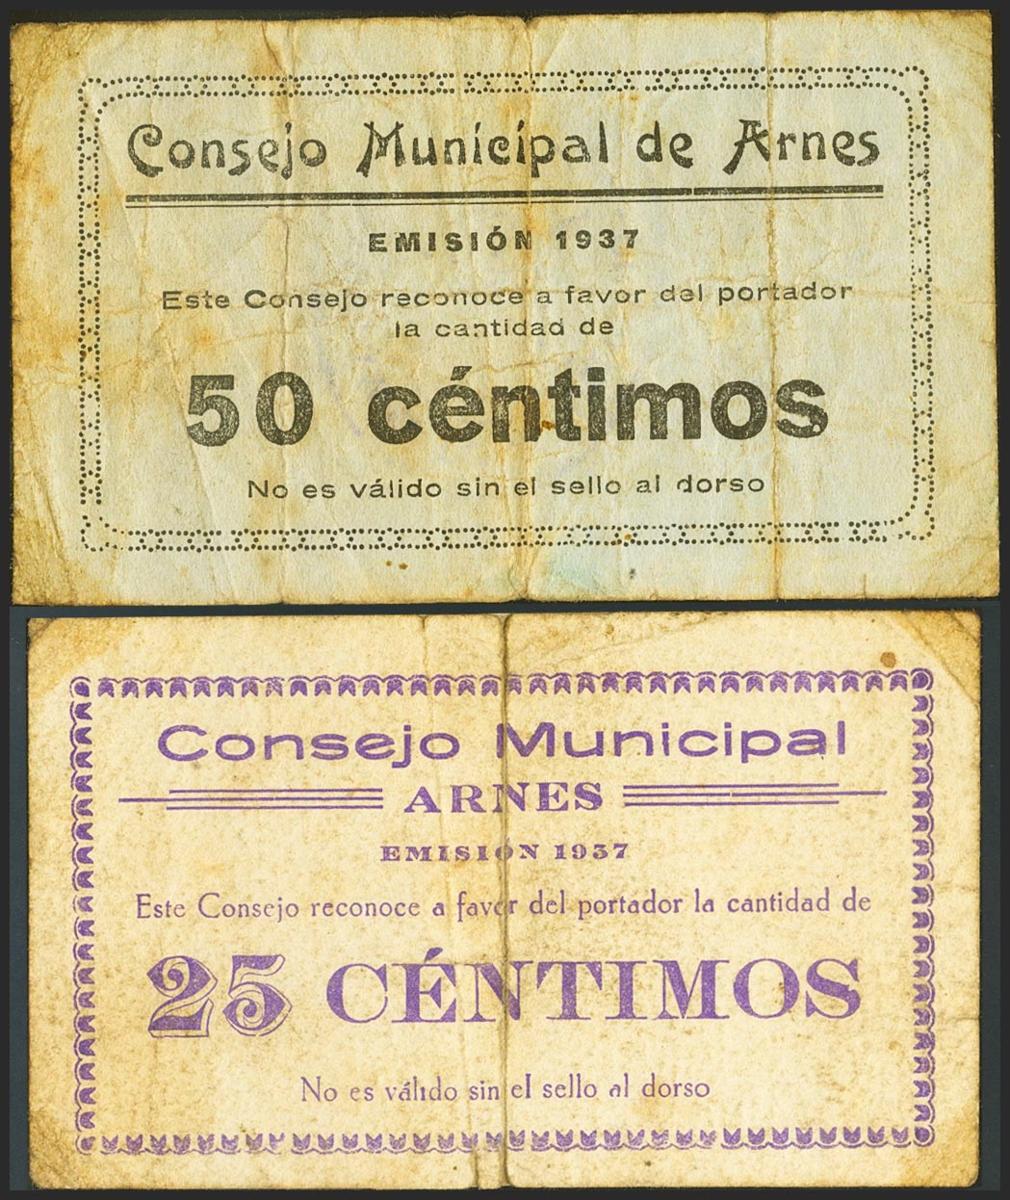 Consejo Municipal de Arnes
EMISIÓN 1937
Este Consejo reconoce a favor del portador
la cantidad de
50 céntimos
No es válido sin el sello al dorso
Consejo Municipal
ARNES
EMISIÓN 1937
Este Consejo reconoce a favor del portador la cantidad de
25 CÉNTIMOS
No es válido sin el sello al dorso